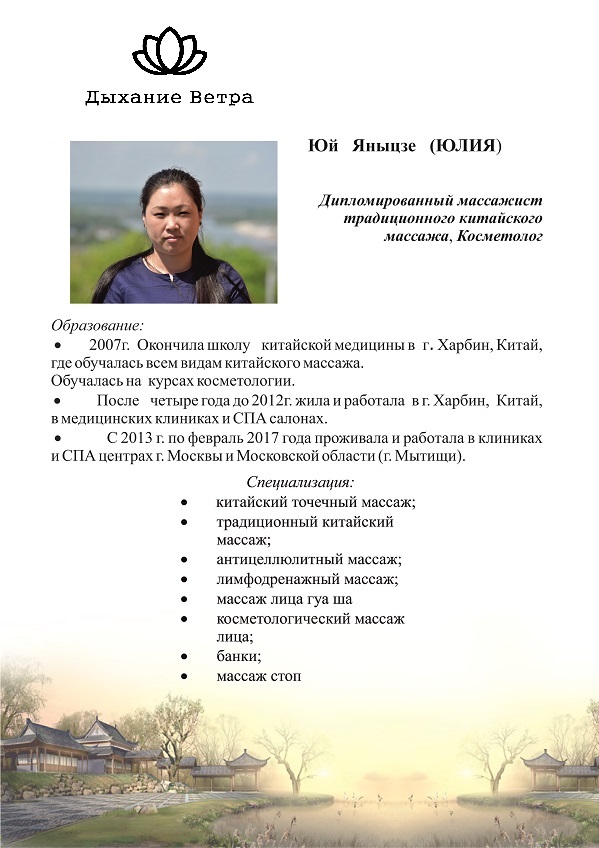 Дыхание Ветра
Юй Яныцзе (ЮЛИЯ)
Дипломированный массажист
традиционного китайского
массажа, Косметолог
Образование:
• 2007г. Окончила школу китайской медицины в г. Харбин, Китай,
где обучалась всем видам китайского массажа.
Обучалась на курсах косметологии.
• После четыре года до 2012г. жила и работала в г. Харбин, Китай,
в медицинских клиниках и СПА салонах.
• С 2013 г. по февраль 2017 года проживала и работала в клиниках
и СПА центрах г. Москвы и Московской области (г. Мытищи).
Специализация:
• китайский точечный массаж;
• традиционный китайский
массаж;
• антицеллюлитный массаж;
• лимфодренажный массаж;
• массаж лица гуа ша
• косметологический массаж
лица;
• банки;
• массаж стоп